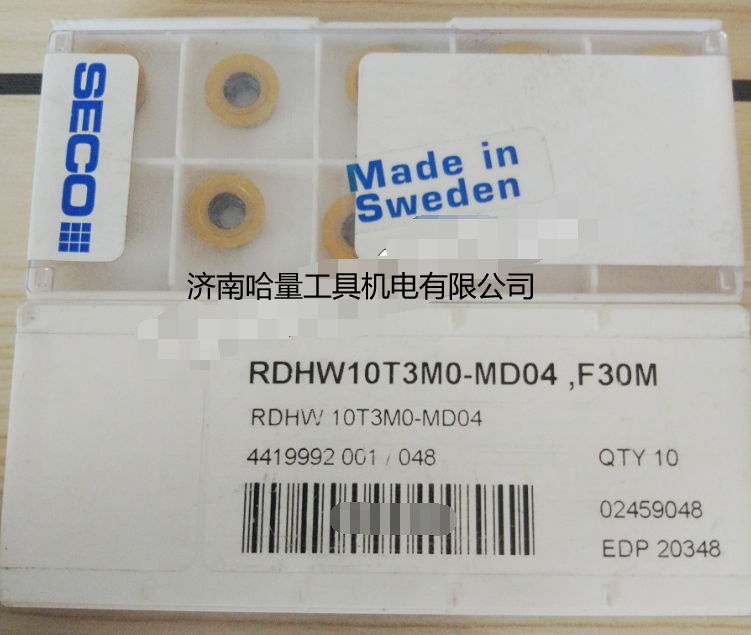 SECO
Made in
Sweden
济南哈量工具机电有限公司
RDHW10T3M0-MD04 ,F30M
RDHW 10T3M0-MD04
4419992 001 / 048
QTY 10
02459048
EDP 20348